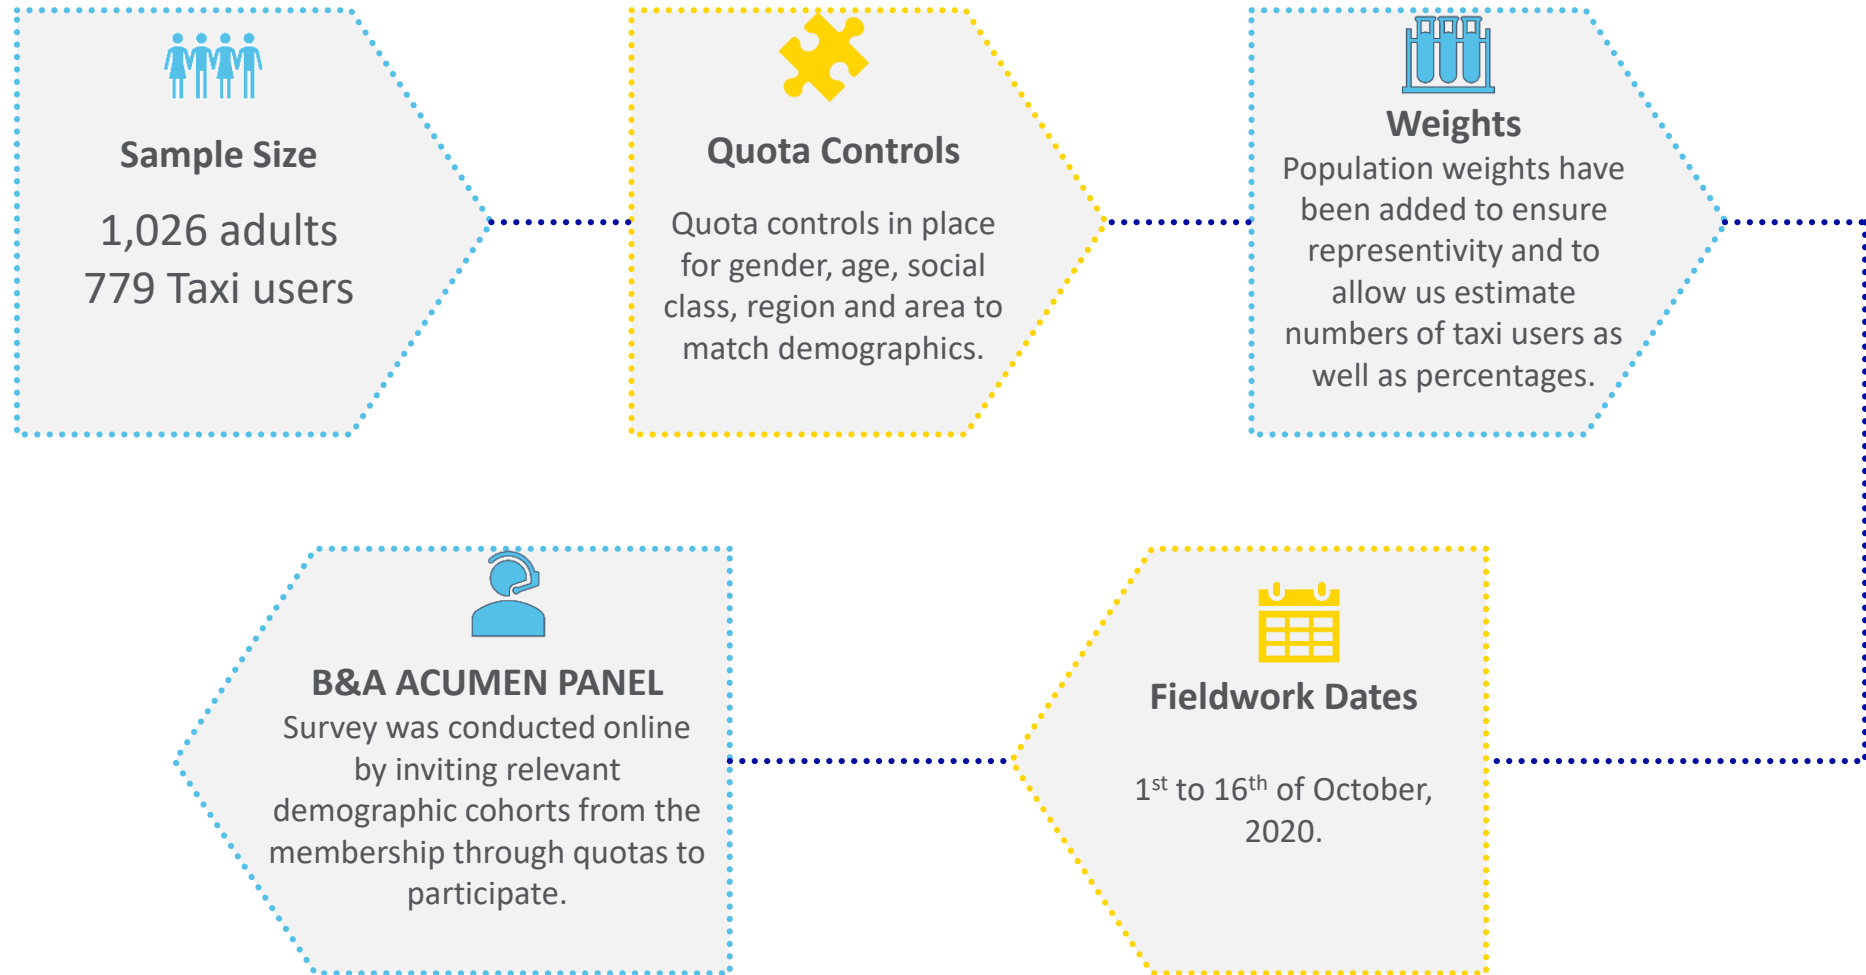 Sample Size
1,026 adults
779 Taxi users
Quota Controls
Quota controls in place
for gender, age, social
class, region and area to
match demographics.
Weights
Population weights have
been added to ensure
representivity and to
allow us estimate
numbers of taxi users as
well as percentages.
Fieldwork Dates
1st to 16th of October,
2020.
B&A ACUMEN PANEL
Survey was conducted online
by inviting relevant
demographic cohorts from the
membership through quotas to
participate.